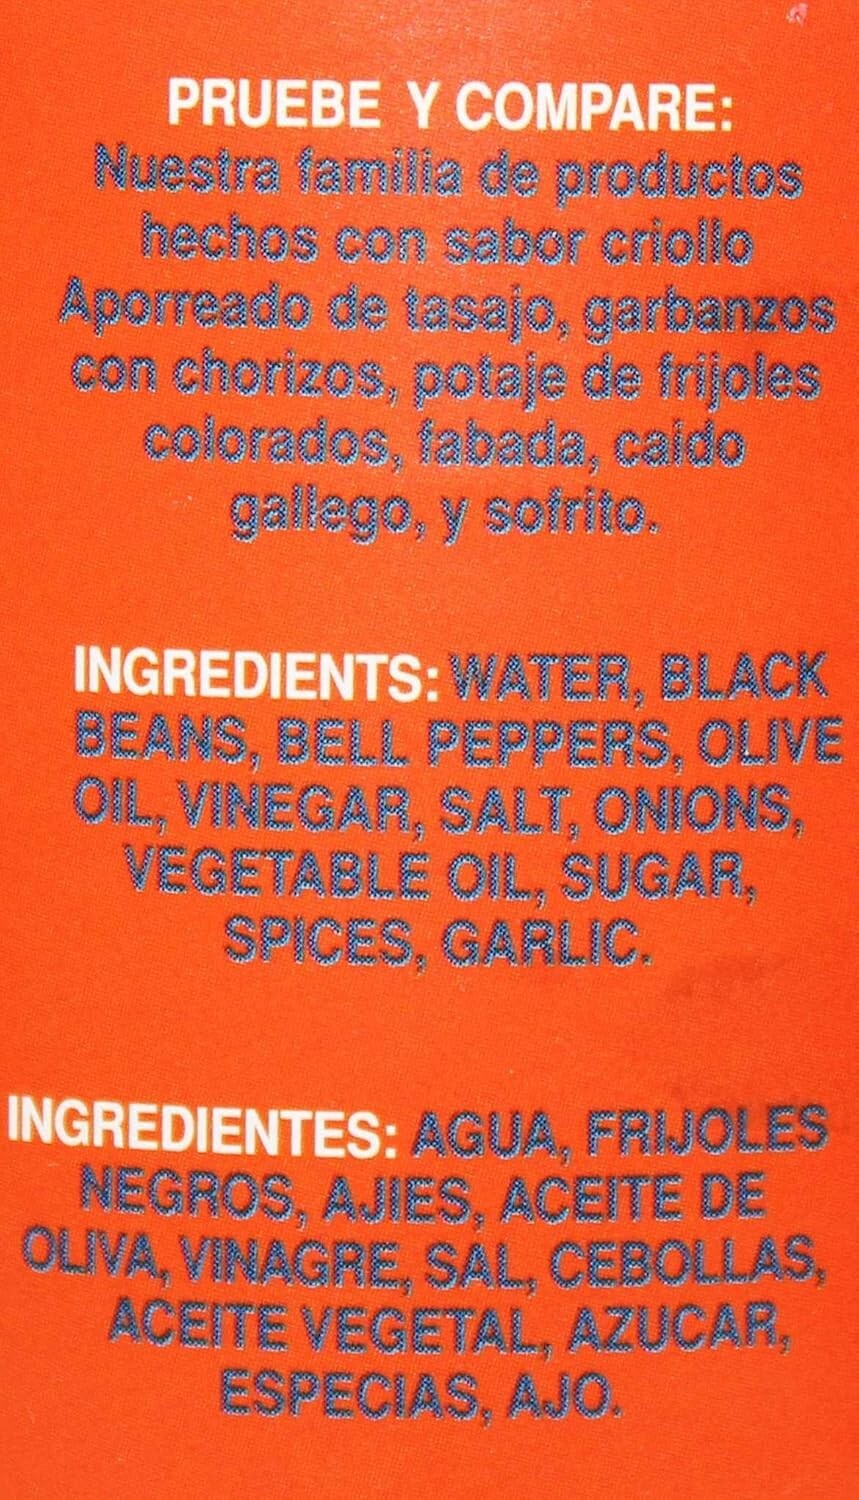 PRUEBE Y COMPARE:
Nuestra familia de productos
hechos con sabor criollo
Aporreado de tasajo, garbanzos
con chorizos, potaje de frijoles
colorados, fabada, caldo
gallego, y sofrito.
INGREDIENTS: WATER, BLACK
BEANS, BELL PEPPERS, OLIVE
OIL, VINEGAR, SALT, ONIONS,
VEGETABLE OIL, SUGAR,
SPICES, GARLIC.
INGREDIENTES: AGUA, FRIJOLES
NEGROS, AJIES, ACEITE DE
OLIVA, VINAGRE, SAL, CEBOLLAS,
ACEITE VEGETAL, AZUCAR,
ESPECIAS, AJO.